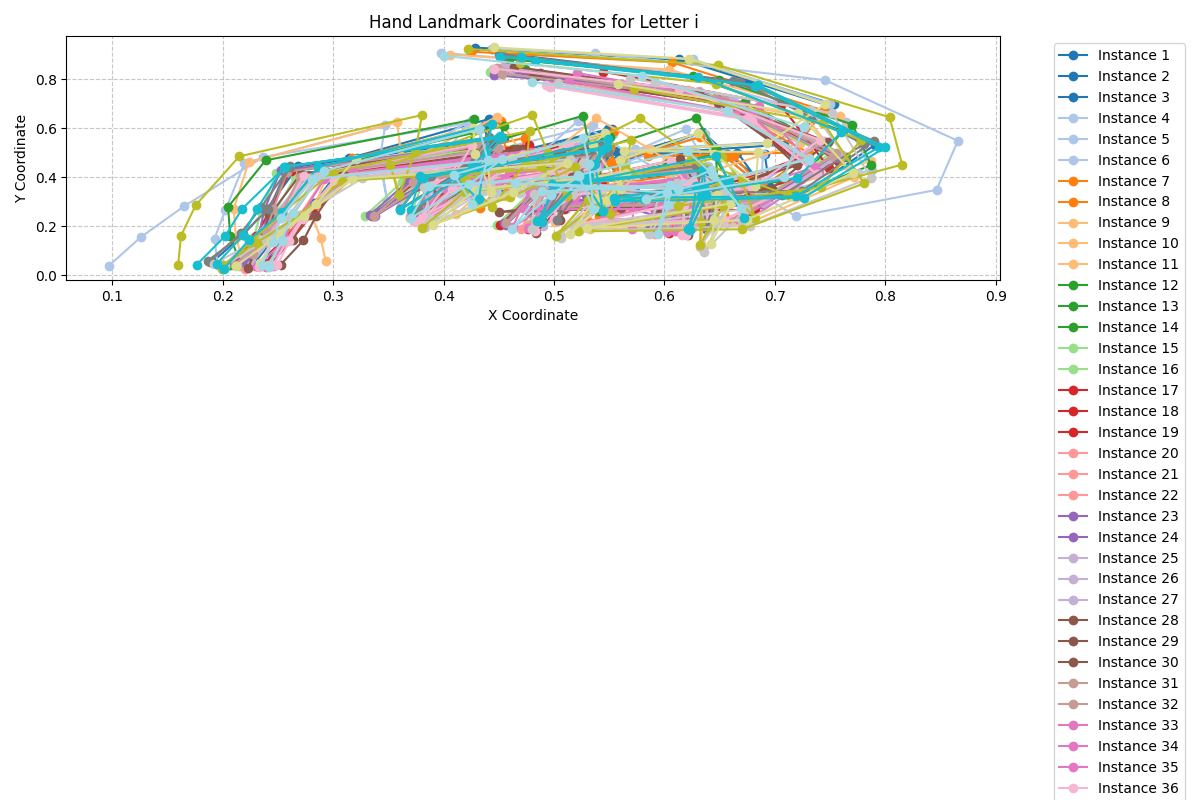 Hand Landmark Coordinates for Letter i
Y Coordinate
0.8
0.6
0.4
0.2
0.0
0.1
0.2
0.3
0.4
0.5
0.6
0.7
0.8
0.9
X Coordinate
Instance 1
Instance 2
Instance 3
Instance 4
Instance 5
Instance 6
Instance 7
Instance 8
Instance 9
Instance 10
Instance 11
Instance 12
Instance 13
Instance 14
Instance 15
Instance 16
Instance 17
Instance 18
Instance 19
Instance 20
Instance 21
Instance 22
Instance 23
Instance 24
Instance 25
Instance 26
Instance 27
Instance 28
Instance 29
Instance 30
Instance 31
Instance 32
Instance 33
Instance 34
Instance 35
Instance 36